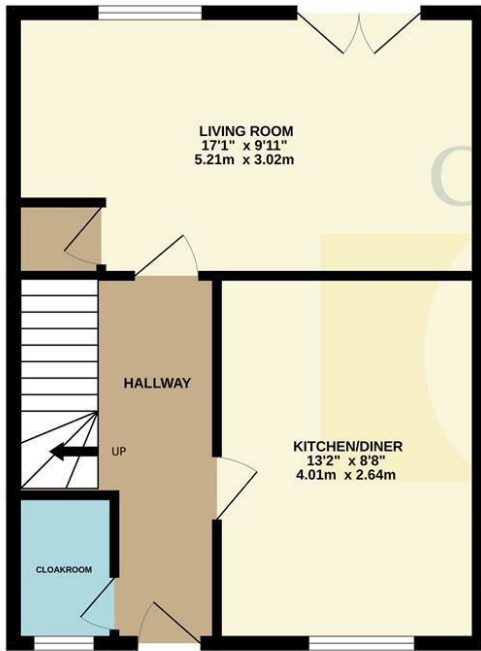 LIVING ROOM
17'1" x 9'11"
5.21m x 3.02m
HALLWAY
UP
KITCHEN/DINER
13'2" x 8'8"
4.01m x 2.64m
CLOAKROOM